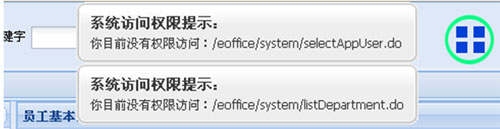 系统访问权限提示:
你目前没有权限访问：/eoffice/system/selectAppUser.do
建字
系统访问权限提示:
你目前没有权限访问：/eoffice/system/listDepartment.do
员工基本